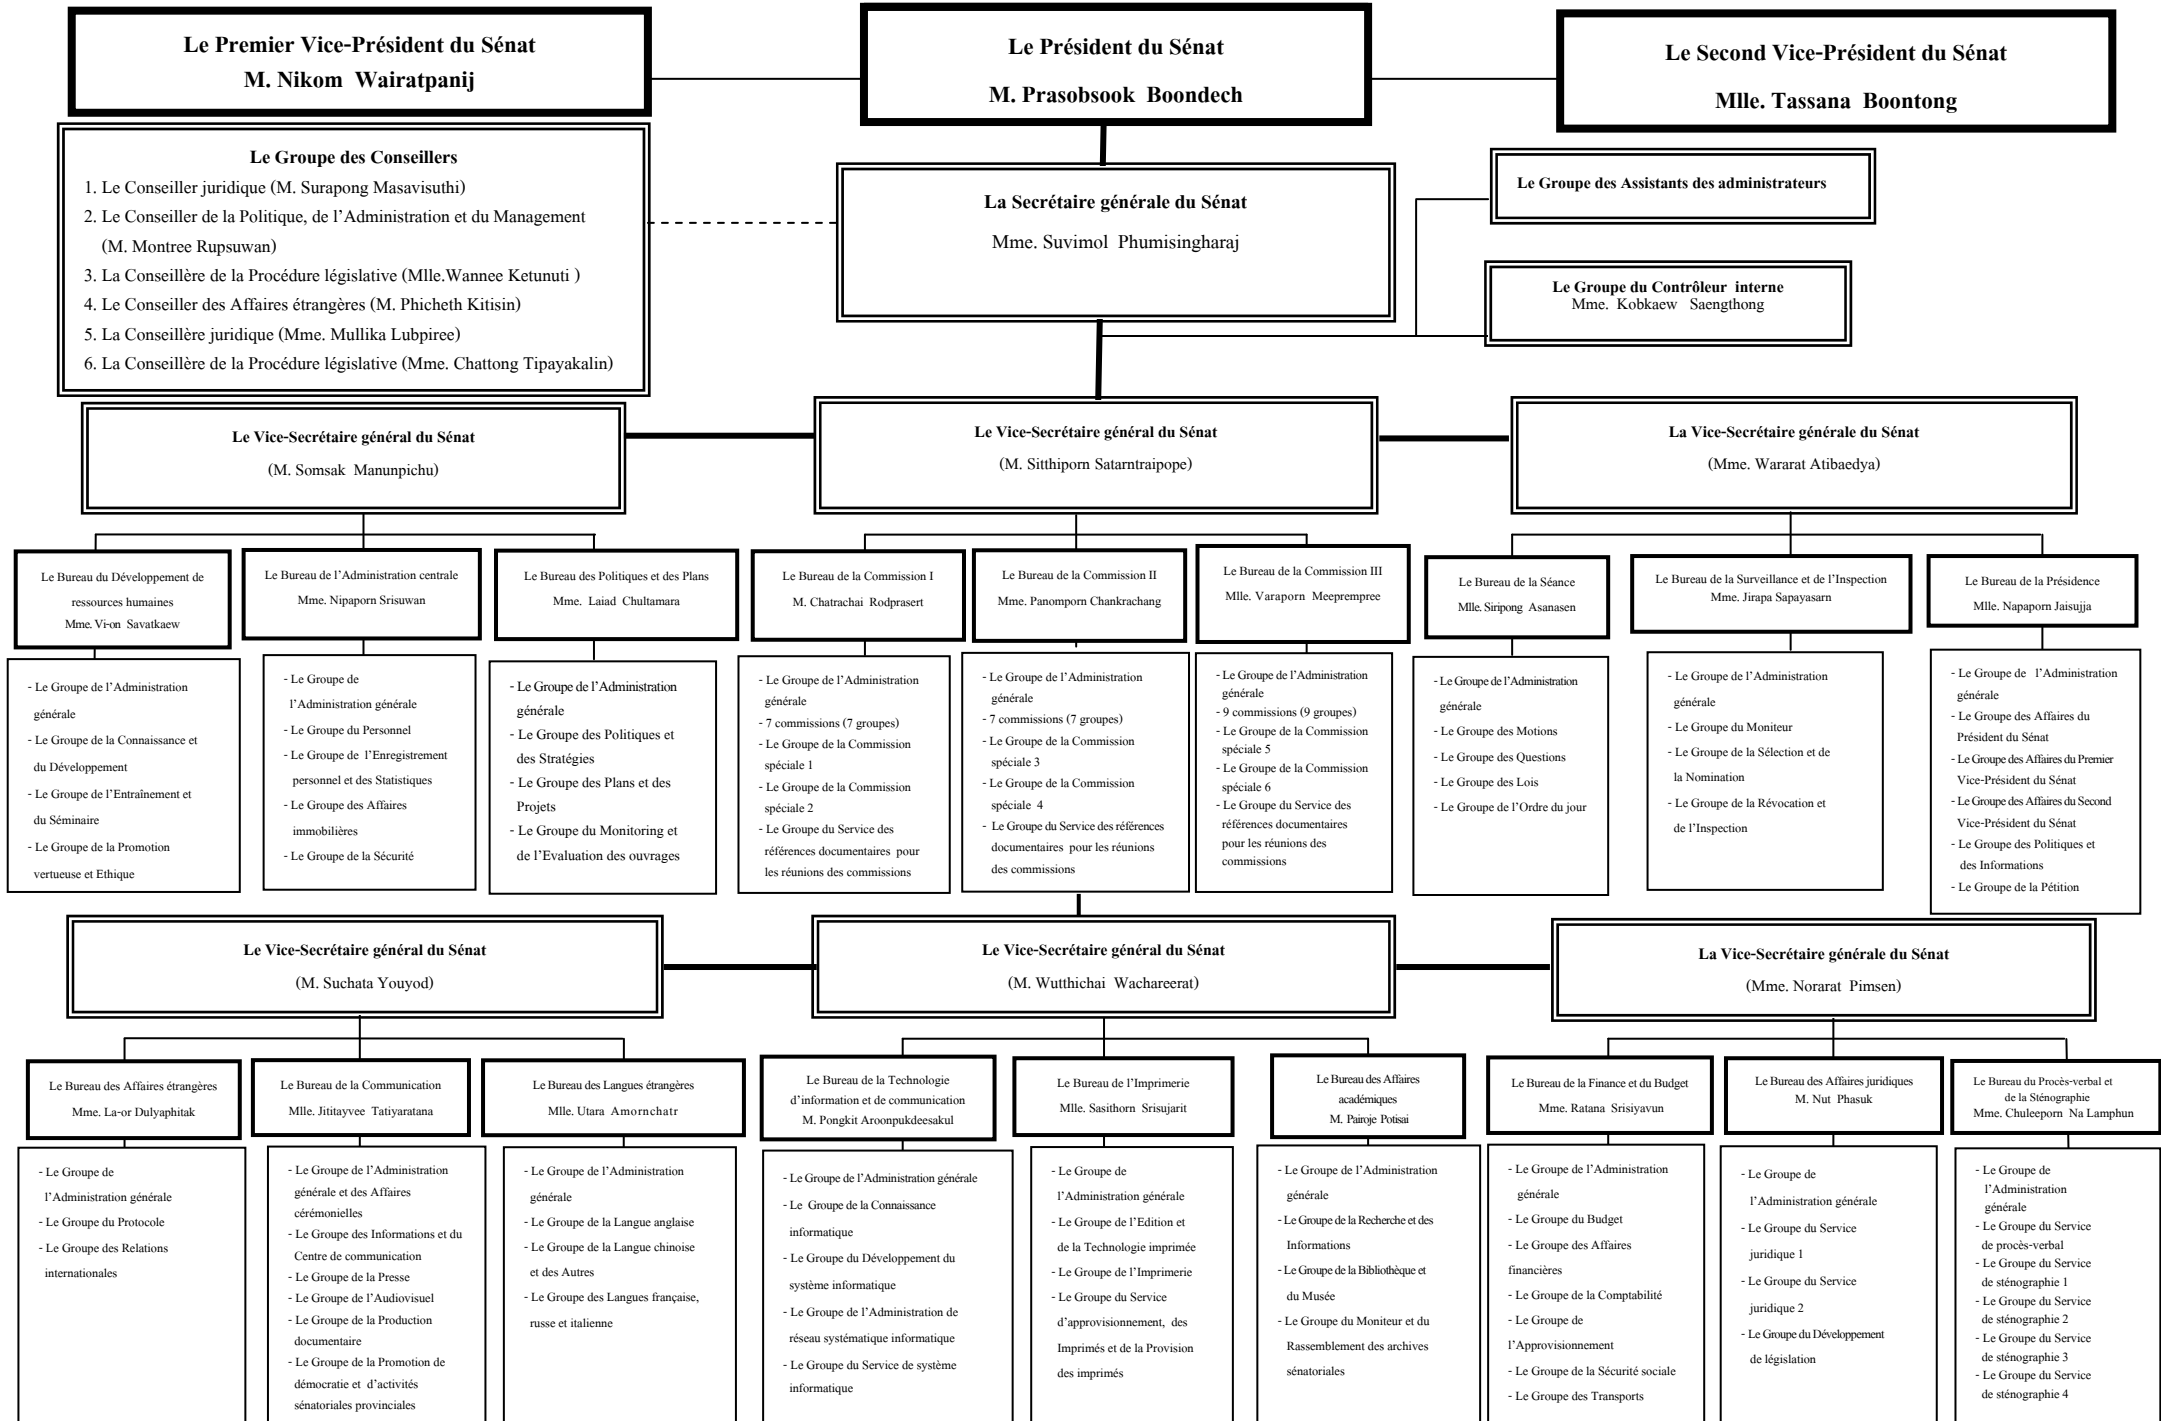 Le Premier Vice-Président du Sénat
M. Nikom Wairatpanij
Le Président du Sénat
M. Prasobsook Boondech
Le Second Vice-Président du Sénat
Mlle. Tassana Boontong
Le Groupe des Conseillers
1. Le Conseiller juridique (M. Surapong Masavisuthi)
2. Le Conseiller de la Politique, de l’Administration et du Management
(M. Montree Rupsuwan)
3. La Conseillère de la Procédure législative (Mlle.Wannee Ketunuti )
4. Le Conseiller des Affaires étrangères (M. Phicheth Kitisin)
5. La Conseillère juridique (Mme. Mullika Lubpiree)
6. La Conseillère de la Procédure législative (Mme. Chattong Tipayakalin)
La Secrétaire générale du Sénat
Mme. Suvimol Phumisingharaj
Le Groupe des Assistants des administrateurs
Le Groupe du Contrôleur interne
Mme. Kobkaew Saengthong
Le Vice-Secrétaire général du Sénat
(M. Somsak Manunpichu)
Le Vice-Secrétaire général du Sénat
(M. Sitthiporn Satarntraipope)
La Vice-Secrétaire générale du Sénat
(Mme. Wararat Atibaedya)
Le Bureau du Développement de
ressources humaines
Mme. Vi-on Savatkaew
Le Bureau de l’Administration centrale
Mme. Nipaporn Srisuwan
Le Bureau des Politiques et des Plans
Mme. Laiad Chultamara
Le Bureau de la Commission I
M. Chatrachai Rodprasert
Le Bureau de la Commission II
Mme. Panomporn Chankrachang
Le Bureau de la Commission III
Mlle. Varaporn Meeprempree
Le Bureau de la Séance
Mlle. Siripong Asanasen
Le Bureau de la Surveillance et de l’Inspection
Mme. Jirapa Sapayasarn
Le Bureau de la Présidence
Mlle. Napaporn Jaisujja
- Le Groupe de l’Administration
générale
- Le Groupe de la Connaissance et
du Développement
- Le Groupe de l’Entraînement et
du Séminaire
- Le Groupe de la Promotion
vertueuse et Ethique
- Le Groupe de
l’Administration générale
- Le Groupe du Personnel
- Le Groupe de l’Enregistrement
personnel et des Statistiques
- Le Groupe des Affaires
immobilières
- Le Groupe de la Sécurité
- Le Groupe de l’Administration
générale
- Le Groupe des Politiques et
des Stratégies
- Le Groupe des Plans et des
Projets
- Le Groupe du Monitoring et
de l’Evaluation des ouvrages
- Le Groupe de l’Administration
générale
- 7 commissions (7 groupes)
- Le Groupe de la Commission
spéciale 1
- Le Groupe de la Commission
spéciale 2
- Le Groupe du Service des
références documentaires pour
les réunions des commissions
- Le Groupe de l’Administration
générale
- 7 commissions (7 groupes)
- Le Groupe de la Commission
spéciale 3
- Le Groupe de la Commission
spéciale 4
- Le Groupe du Service des références
documentaires pour les réunions
des commissions
- Le Groupe de l’Administration
générale
- 9 commissions (9 groupes)
- Le Groupe de la Commission
spéciale 5
- Le Groupe de la Commission
spéciale 6
- Le Groupe du Service des
références documentaires
pour les réunions des
commissions
- Le Groupe de l’Administration
générale
- Le Groupe des Motions
- Le Groupe des Questions
- Le Groupe des Lois
- Le Groupe de l’Ordre du jour
- Le Groupe de l’Administration
générale
- Le Groupe du Moniteur
- Le Groupe de la Sélection et de
la Nomination
- Le Groupe de la Révocation et
de l’Inspection
- Le Groupe de l’Administration
générale
- Le Groupe des Affaires du
Président du Sénat
- Le Groupe des Affaires du Premier
Vice-Président du Sénat
- Le Groupe des Affaires du Second
Vice-Président du Sénat
- Le Groupe des Politiques et
des Informations
- Le Groupe de la Pétition
Le Vice-Secrétaire général du Sénat
(M. Suchata Youyod)
Le Vice-Secrétaire général du Sénat
(M. Wutthichai Wachareerat)
La Vice-Secrétaire générale du Sénat
(Mme. Norarat Pimsen)
Le Bureau des Affaires étrangères
Mme. La-or Dulyaphitak
Le Bureau de la Communication
Mlle. Jititayvee Tatiyaratana
Le Bureau des Langues étrangères
Mlle. Utara Amornchatr
Le Bureau de la Technologie
d’information et de communication
M. Pongkit Aroonpukdeesakul
Le Bureau de l’Imprimerie
Mlle. Sasithorn Srisujarit
Le Bureau des Affaires
académiques
M. Pairoje Potisai
Le Bureau de la Finance et du Budget
Mme. Ratana Srisiyavun
Le Bureau des Affaires juridiques
M. Nut Phasuk
Le Bureau du Procès-verbal et
de la Sténographie
Mme. Chuleeporn Na Lamphun
- Le Groupe de
l’Administration générale
- Le Groupe du Protocole
- Le Groupe des Relations
internationales
- Le Groupe de l’Administration
générale et des Affaires
cérémonielles
- Le Groupe des Informations et du
Centre de communication
- Le Groupe de la Presse
- Le Groupe de l’Audiovisuel
- Le Groupe de la Production
documentaire
- Le Groupe de la Promotion de
démocratie et d’activités
sénatoriales provinciales
- Le Groupe de l’Administration
générale
- Le Groupe de la Langue anglaise
- Le Groupe de la Langue chinoise
et des Autres
- Le Groupe des Langues française,
russe et italienne
- Le Groupe de l’Administration générale
- Le Groupe de la Connaissance
informatique
- Le Groupe du Développement du
système informatique
- Le Groupe de l’Administration de
réseau systématique informatique
- Le Groupe du Service de système
informatique
- Le Groupe de
l’Administration générale
- Le Groupe de l’Edition et
de la Technologie imprimée
- Le Groupe de l’Imprimerie
- Le Groupe du Service
d’approvisionnement, des
Imprimés et de la Provision
des imprimés
- Le Groupe de l’Administration
générale
- Le Groupe de la Recherche et des
Informations
- Le Groupe de la Bibliothèque et
du Musée
- Le Groupe du Moniteur et du
Rassemblement des archives
sénatoriales
- Le Groupe de l’Administration
générale
- Le Groupe du Budget
- Le Groupe des Affaires
financières
- Le Groupe de la Comptabilité
- Le Groupe de
l’Approvisionnement
- Le Groupe de la Sécurité sociale
- Le Groupe des Transports
- Le Groupe de
l’Administration générale
- Le Groupe du Service
juridique 1
- Le Groupe du Service
juridique 2
- Le Groupe du Développement
de législation
- Le Groupe de
l’Administration
générale
- Le Groupe du Service
de procès-verbal
- Le Groupe du Service
de sténographie 1
- Le Groupe du Service
de sténographie 2
- Le Groupe du Service
de sténographie 3
- Le Groupe du Service
de sténographie 4